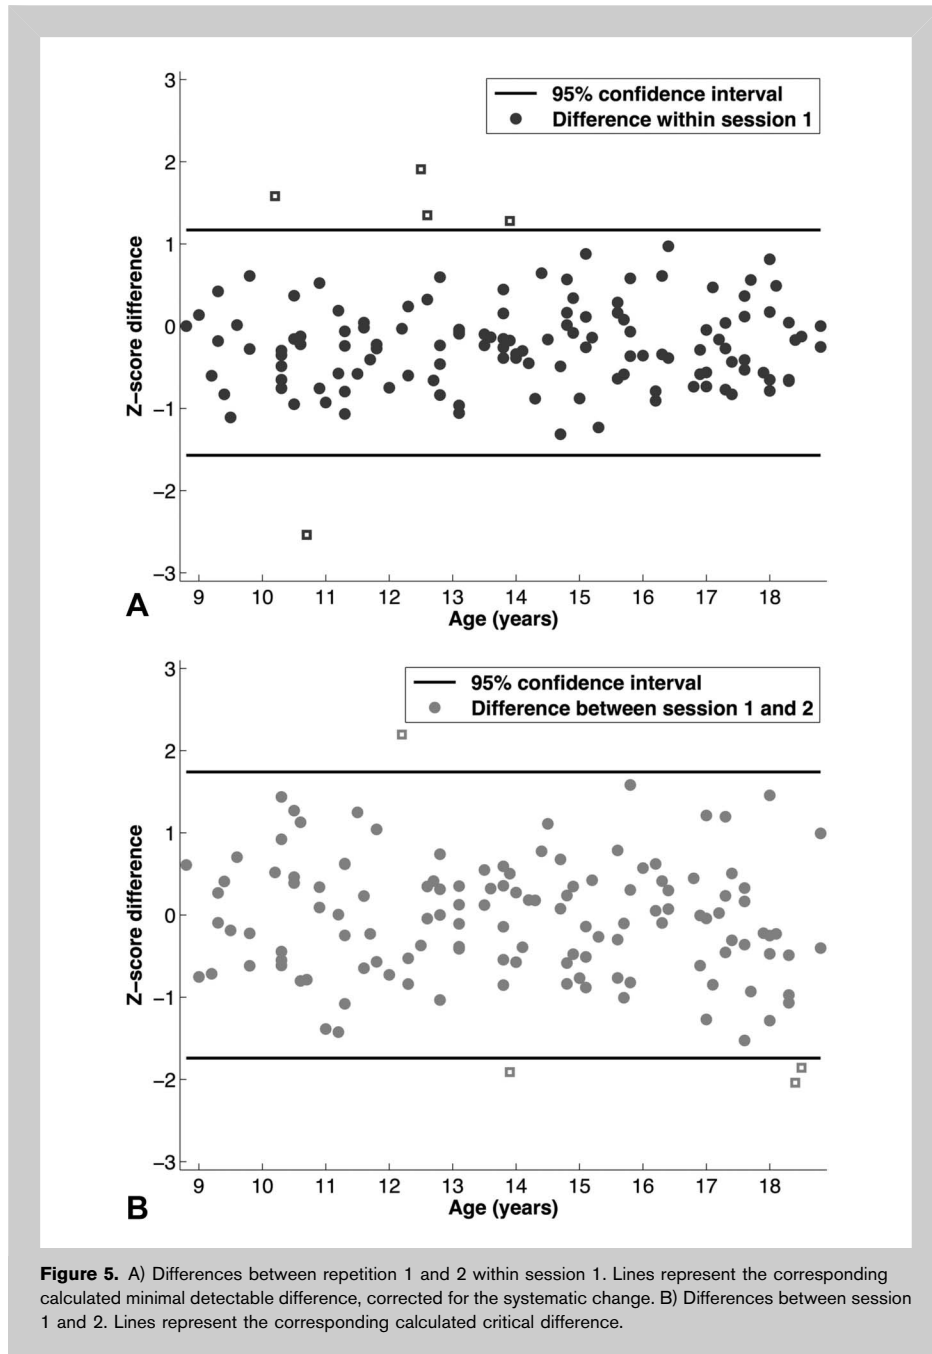 3
95% confidence interval
Difference within session 1
2
1
0
−1
−2
−3
Z−score difference
9 10 11 12 13 14 15 16 17 18
Age (years)
A
3
95% confidence interval
Difference between session 1 and 2
2
1
0
−1
−2
−3
Z−score difference
9 10 11 12 13 14 15 16 17 18
Age (years)
B
Figure 5. A) Differences between repetition 1 and 2 within session 1. Lines represent the corresponding
calculated minimal detectable difference, corrected for the systematic change. B) Differences between session
1 and 2. Lines represent the corresponding calculated critical difference.